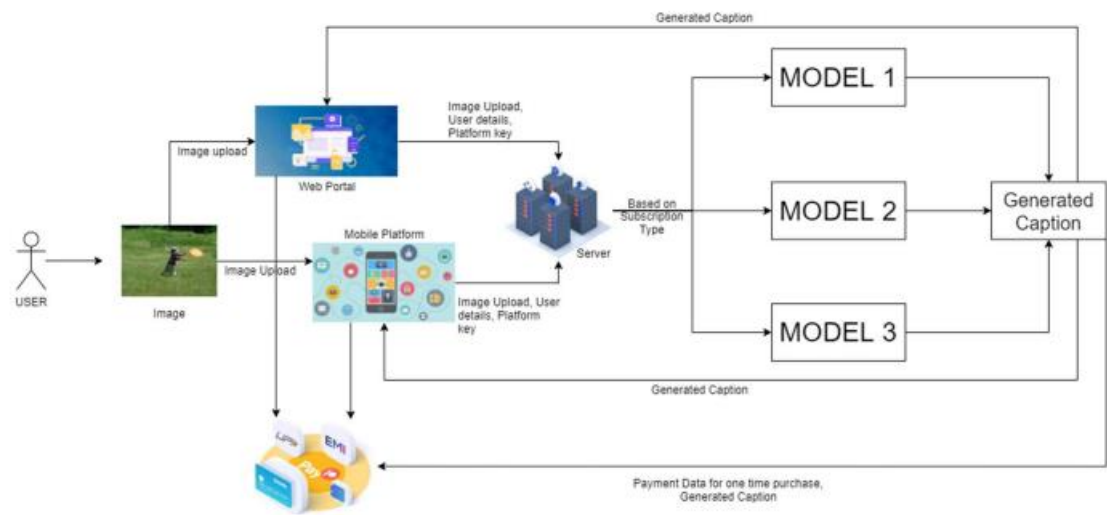 Generated Caption
MODEL 1
Image Upload,
User details,
Platform key
Image upload
Web Portal
MODEL 2
Based on
Subscription
Type
Generated
Caption
Mobile Platform
Server
USER
Image Upload
Image
Image Upload, User
details, Platform
key
MODEL 3
Generated Caption
UPI
EMI
Pay
Payment Data for one time purchase,
Generated Caption